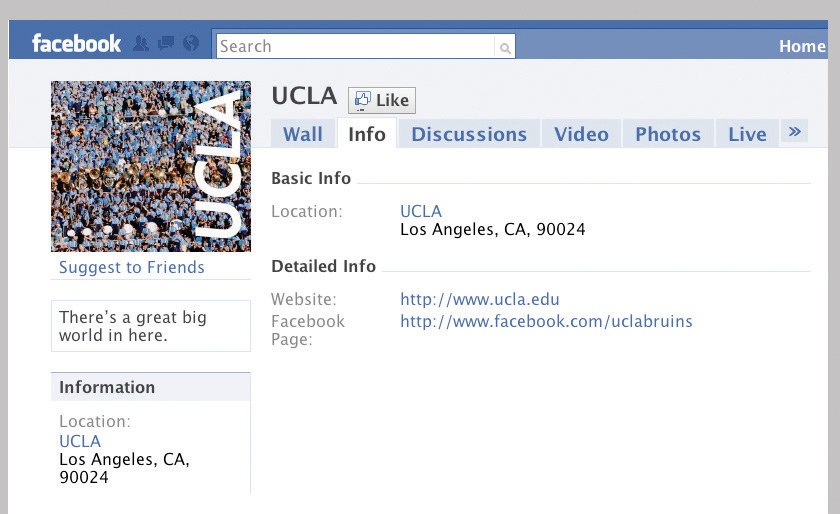 facebook
Search
Home
UCLA
UCLA
Like
Wall
Info
Discussions
Video
Photos
Live
»
Basic Info
Location:
UCLA
Los Angeles, CA, 90024
Suggest to Friends
Detailed Info
Website:
http://www.ucla.edu
Facebook
Page:
http://www.facebook.com/uclabruins
There’s a great big
world in here.
Information
Location:
UCLA
Los Angeles, CA,
90024